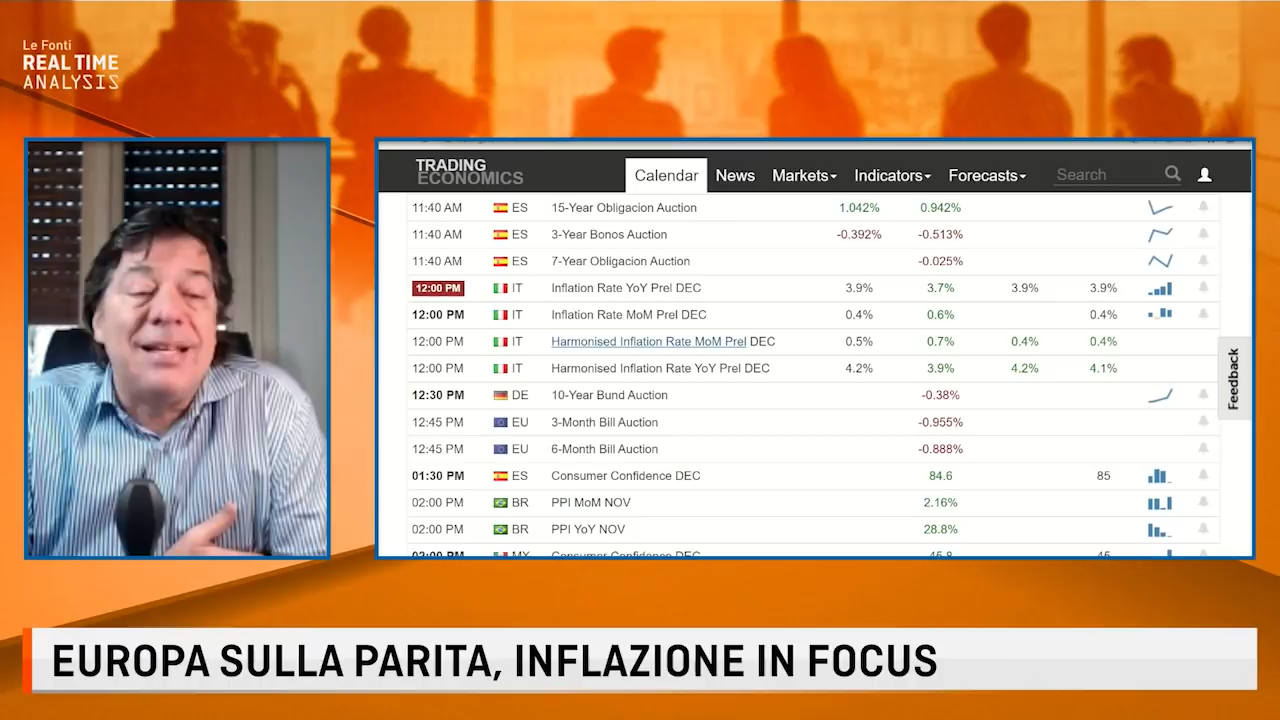 Le Fonti
REAL TIME
ANALYSIS
TRADING
ECONOMICS
Calendar News Markets Indicators Forecasts Search
11:40 AM ES 15-Year Obligacion Auction 1.042% 0.942%
11:40 AM ES 3-Year Bonos Auction -0.392% -0.513%
11:40 AM ES 7-Year Obligacion Auction -0.025%
12:00 PM IT Inflation Rate YoY Prel DEC 3.9% 3.7% 3.9% 3.9%
12:00 PM IT Inflation Rate MoM Prel DEC 0.4% 0.6% 0.4%
12:00 PM IT Harmonised Inflation Rate MoM Prel DEC 0.5% 0.7% 0.4% 0.4%
12:00 PM IT Harmonised Inflation Rate YoY Prel DEC 4.2% 3.9% 4.2% 4.1%
12:30 PM DE 10-Year Bund Auction -0.38%
12:45 PM EU 3-Month Bill Auction -0.955%
12:45 PM EU 6-Month Bill Auction -0.888%
01:30 PM ES Consumer Confidence DEC 84.6 85
02:00 PM BR PPI MoM NOV 2.16%
02:00 PM BR PPI YoY NOV 28.8%
MX Consumer Confidence DEC 45.8 45
Feedback
EUROPA SULLA PARITA, INFLAZIONE IN FOCUS